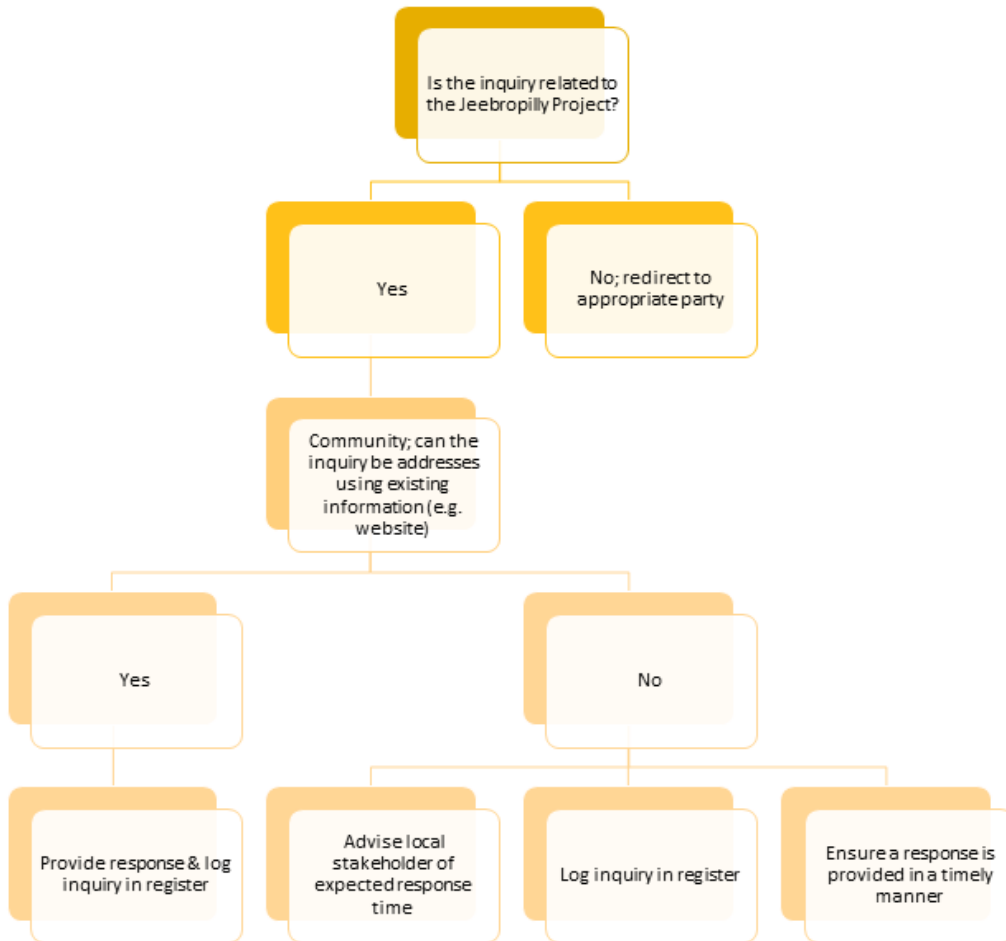 Is the inquiry related to
the Jeebropilly Project?
Yes
No; redirect to
appropriate party
Community; can the
inquiry be addresses
using existing
information (e.g.
website)
Yes
No
Provide response & log
inquiry in register
Advise local
stakeholder of
expected response
time
Log inquiry in register
Ensure a response is
provided in a timely
manner